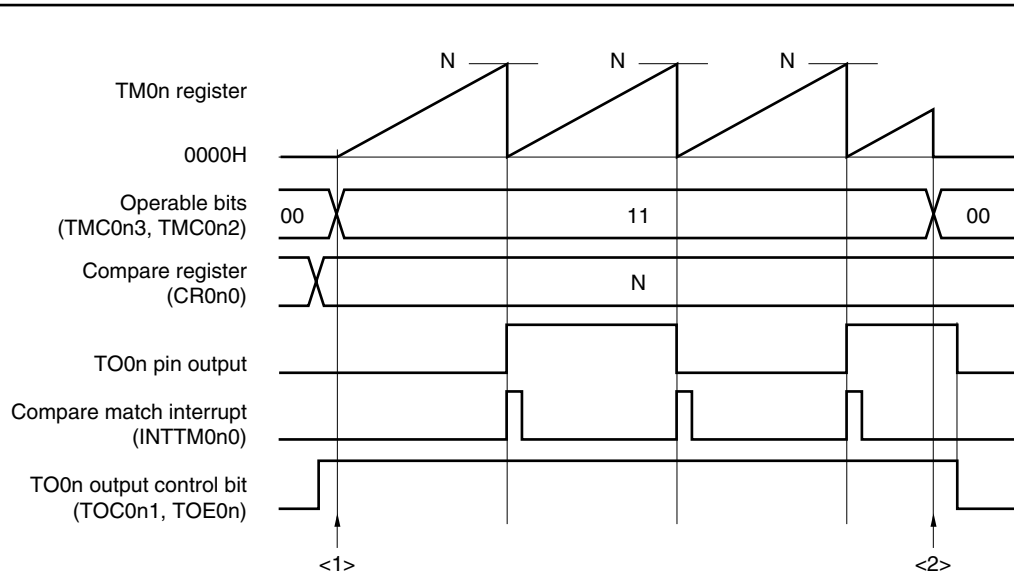 N N N
TM0n register
0000H
Operable bits
(TMC0n3, TMC0n2)
00 11 00
Compare register
(CR0n0)
N
TO0n pin output
Compare match interrupt
(INTTM0n0)
TO0n output control bit
(TOC0n1, TOE0n)
<1> <2>